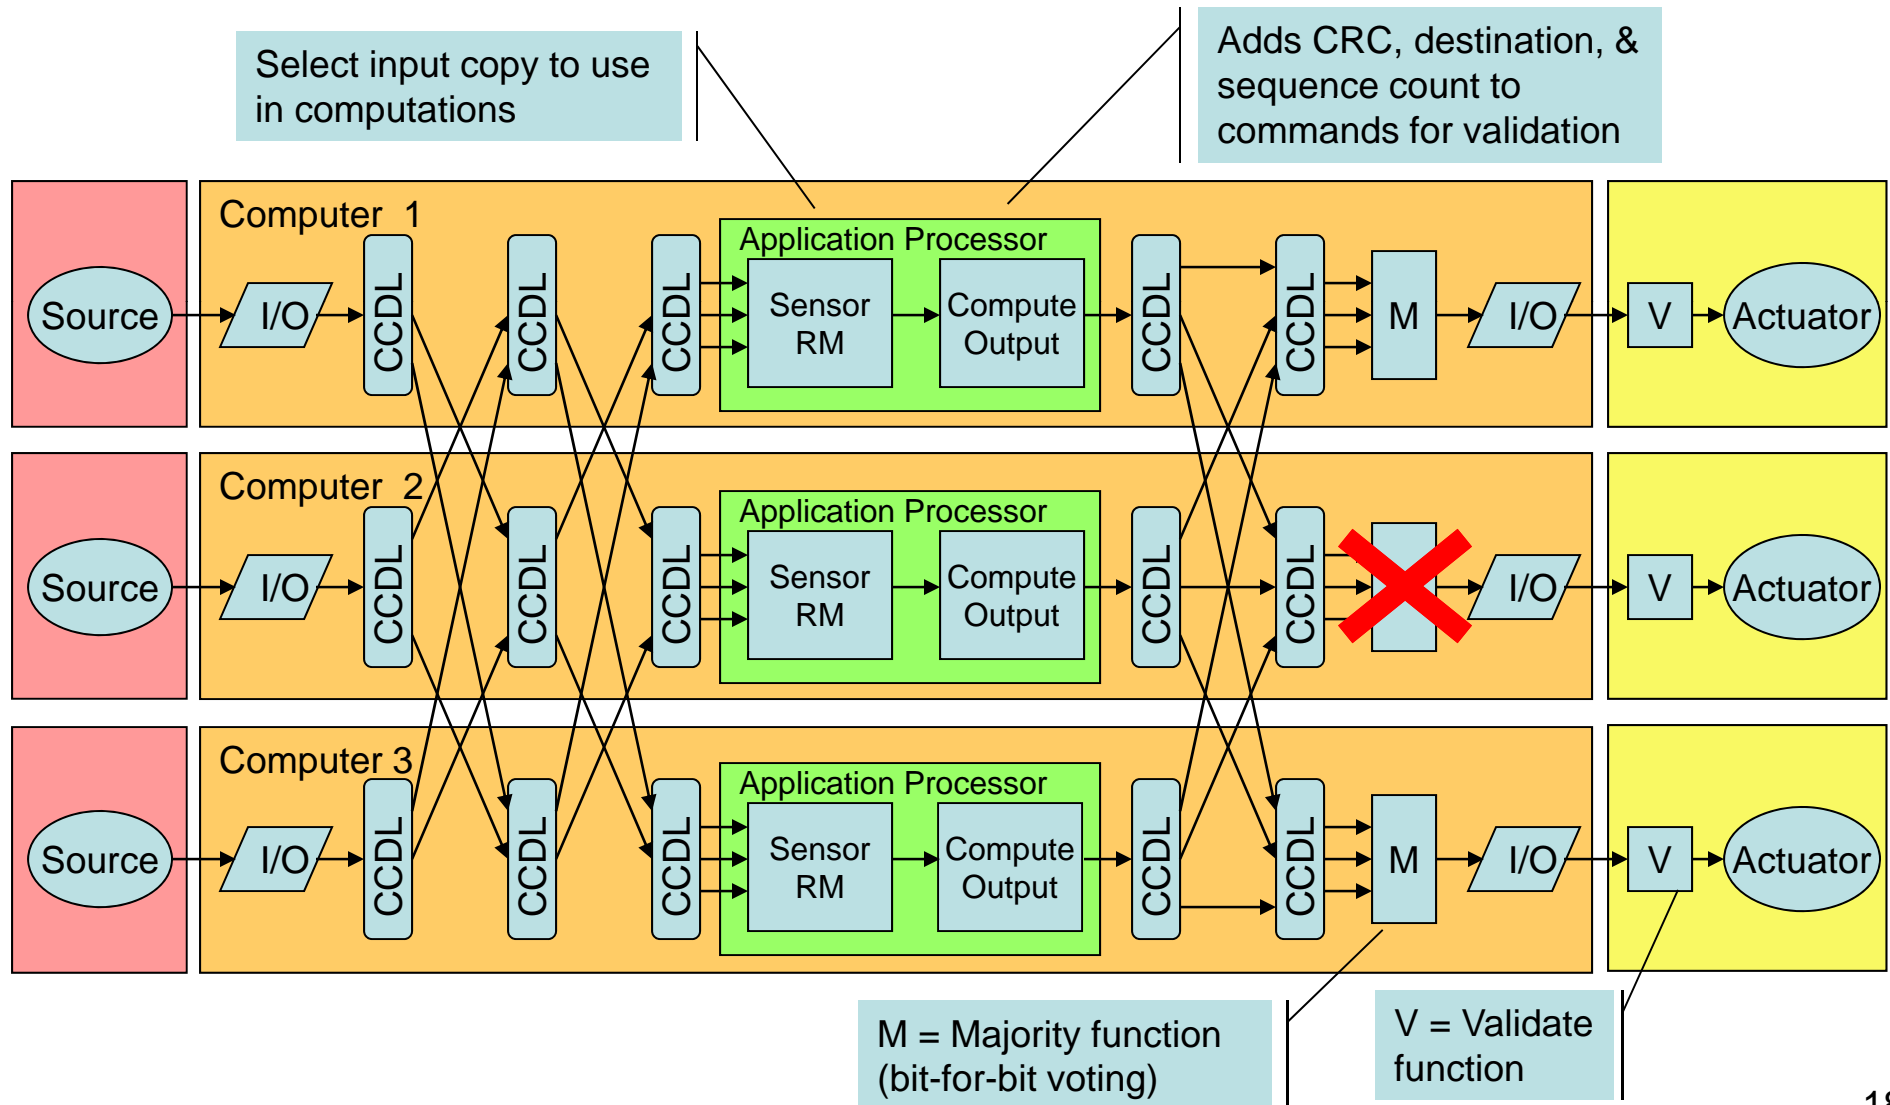 Select input copy to use
in computations
Adds CRC, destination, &
sequence count to
commands for validation
Computer 1
Source
I/O
CCDL
CCDL
CCDL
Application Processor
Sensor
RM
Compute
Output
CCDL
CCDL
M
I/O
V
Actuator
Computer 2
Source
I/O
CCDL
CCDL
CCDL
Application Processor
Sensor
RM
Compute
Output
CCDL
CCDL
I/O
V
Actuator
Computer 3
Source
I/O
CCDL
CCDL
CCDL
Application Processor
Sensor
RM
Compute
Output
CCDL
CCDL
M
I/O
V
Actuator
M = Majority function
(bit-for-bit voting)
V = Validate
function